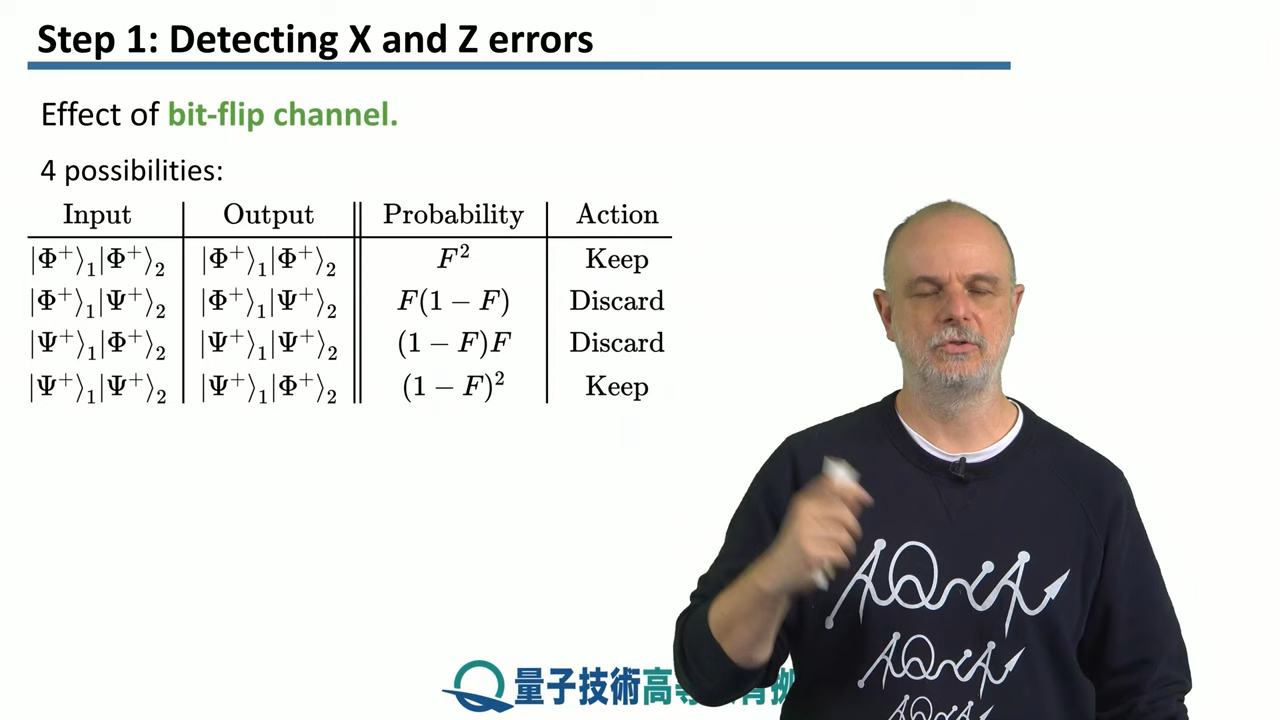 Step 1: Detecting X and Z errors
Effect of bit-flip channel.
4 possibilities:
Input Output Probability Action
|Φ⁺⟩₁|Φ⁺⟩₂ |Φ⁺⟩₁|Φ⁺⟩₂ F² Keep
|Φ⁺⟩₁|Ψ⁺⟩₂ |Φ⁺⟩₁|Ψ⁺⟩₂ F(1 − F) Discard
|Ψ⁺⟩₁|Φ⁺⟩₂ |Ψ⁺⟩₁|Ψ⁺⟩₂ (1 − F)F Discard
|Ψ⁺⟩₁|Ψ⁺⟩₂ |Ψ⁺⟩₁|Φ⁺⟩₂ (1 − F)² Keep
量子技術高